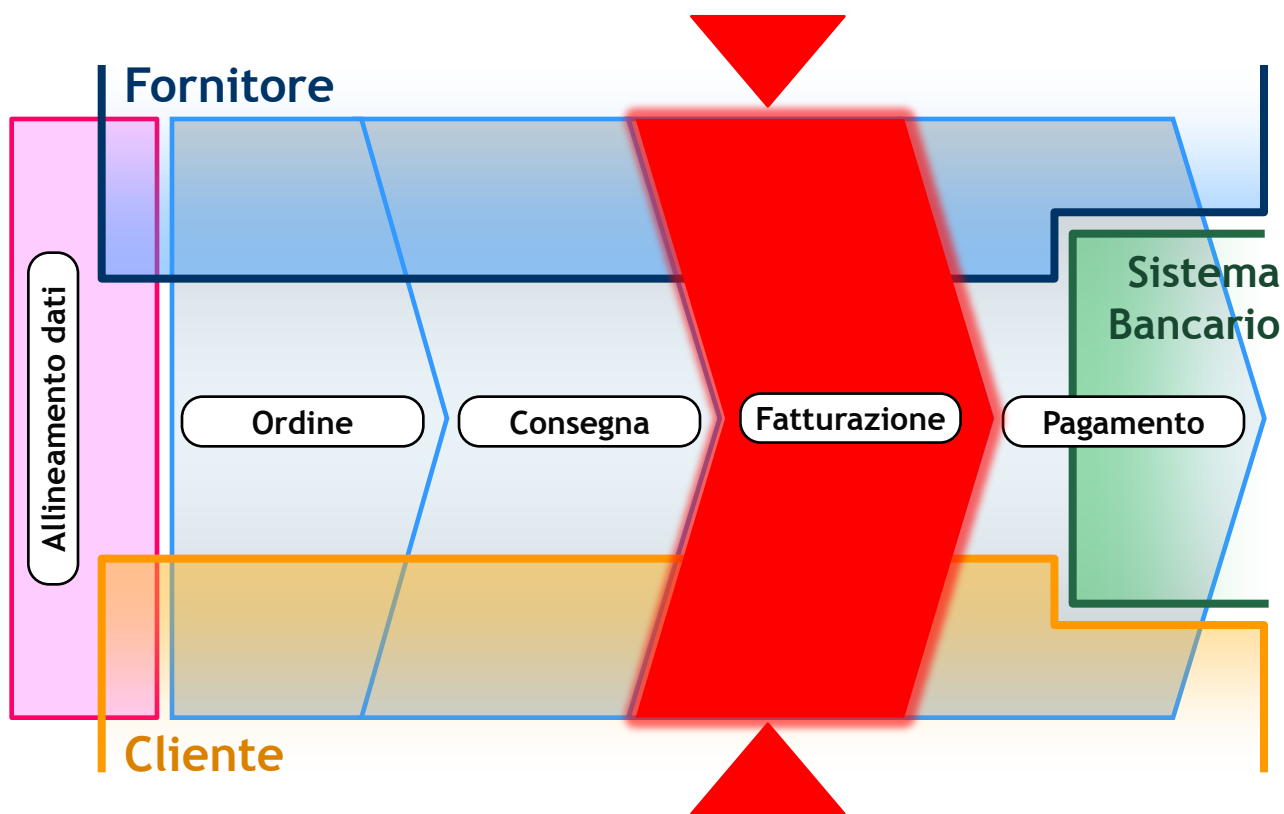 Fornitore
Allineamento dati
Ordine
Consegna
Fatturazione
Pagamento
Sistema
Bancario
Cliente